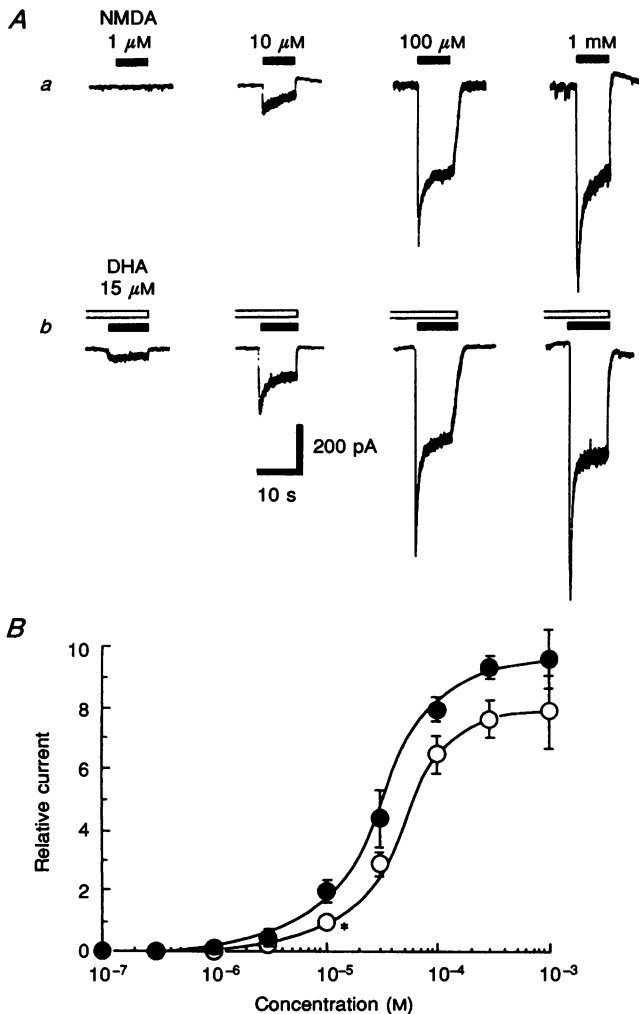 A
NMDA
1 μM 10 μM 100 μM 1 mM
a
DHA
15 μM
b
200 pA
10 s
B
10
8
6
4
2
0
Relative current
*
10⁻⁷ 10⁻⁶ 10⁻⁵ 10⁻⁴ 10⁻³
Concentration (M)